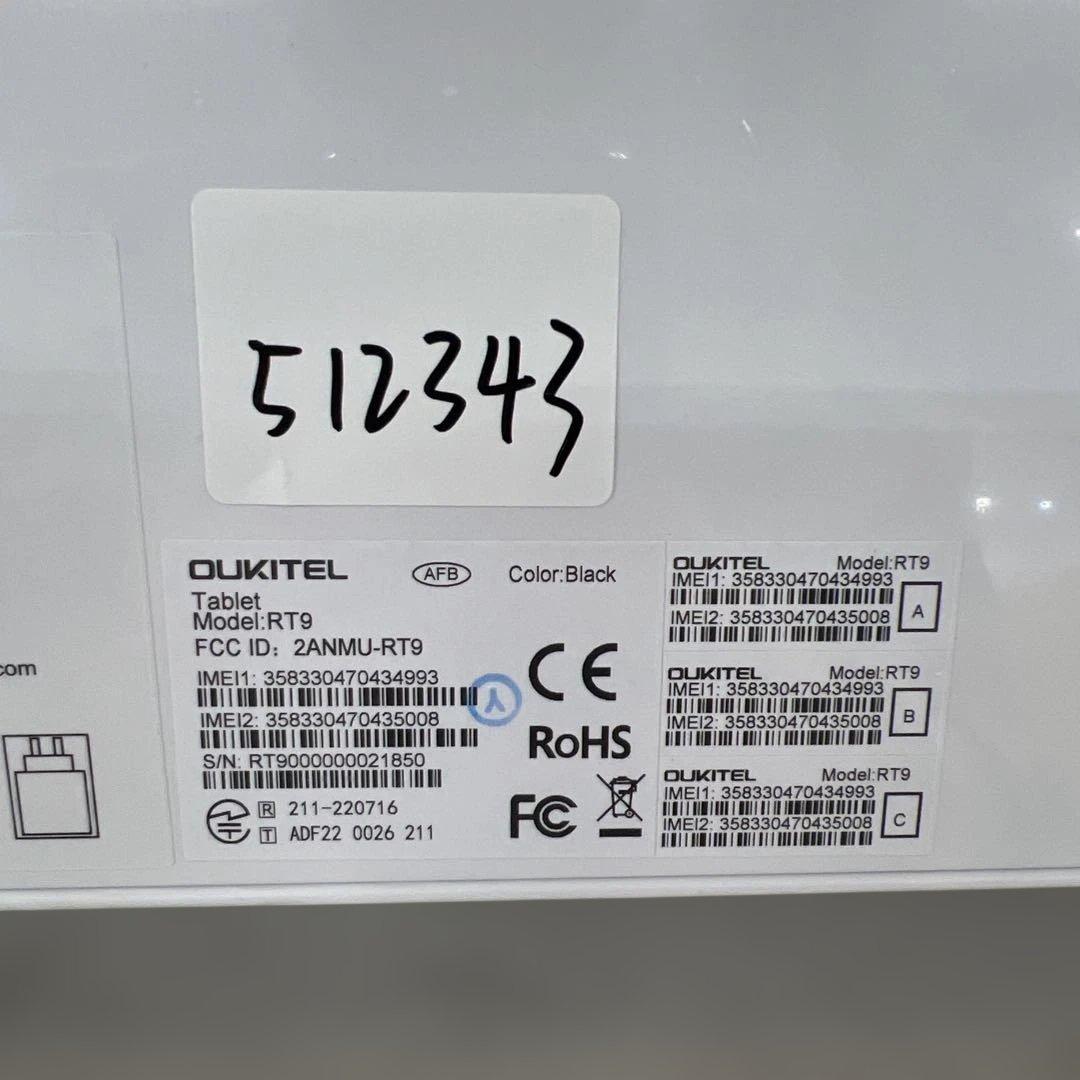 512343
OUKITEL AFB Color:Black
Tablet
Model:RT9
FCC ID: 2ANMU-RT9
IMEI1: 358330470434993
IMEI2: 358330470435008
S/N: RT9000000021850
CE
RoHS
FC
R 211-220716
T ADF22 0026 211
OUKITEL Model:RT9
IMEI1: 358330470434993
IMEI2: 358330470435008
A
OUKITEL Model:RT9
IMEI1: 358330470434993
IMEI2: 358330470435008
B
OUKITEL Model:RT9
IMEI1: 358330470434993
IMEI2: 358330470435008
C
com